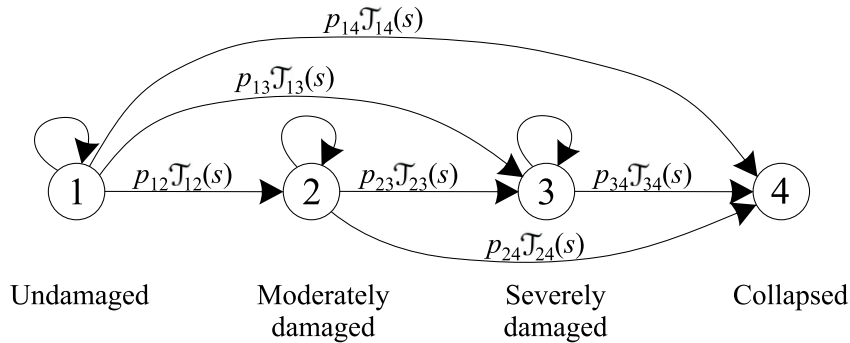 p₁₄𝒯₁₄(s)
p₁₃𝒯₁₃(s)
1
p₁₂𝒯₁₂(s)
2
p₂₃𝒯₂₃(s)
3
p₃₄𝒯₃₄(s)
4
p₂₄𝒯₂₄(s)
Undamaged
Moderately
damaged
Severely
damaged
Collapsed